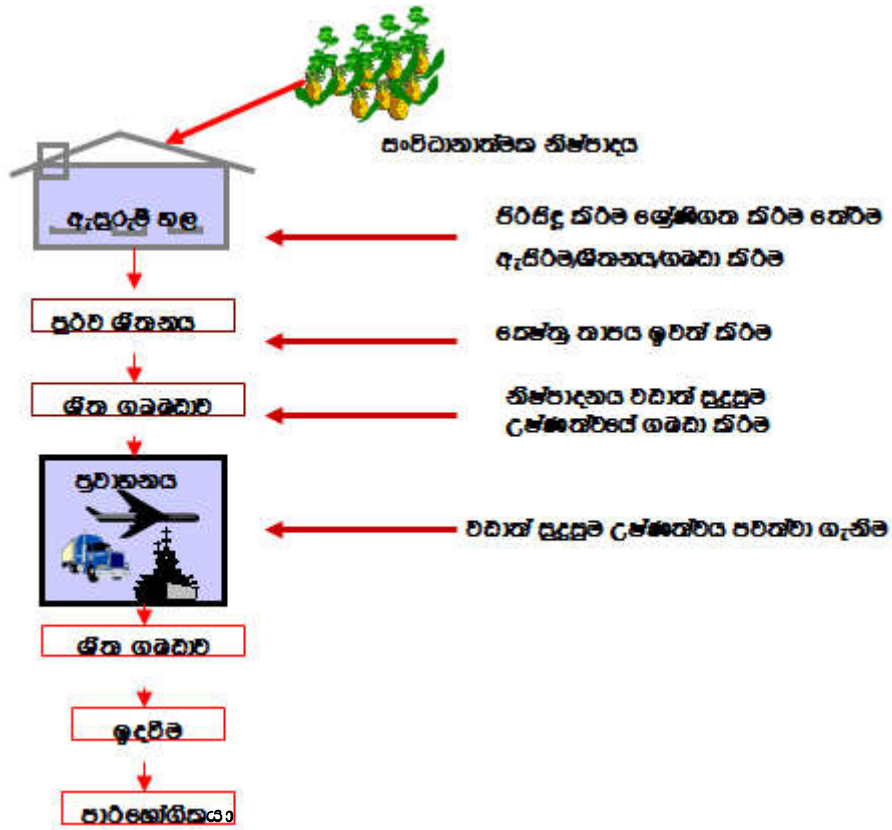 සංවිධානාත්මක නිෂ්පාදය
ඇසුරුම් හල
පිරිසිදු කිරීම ශ්‍රේණිගත කිරීම තේරීම
ඇසිරීම/ශීතනය/ගබඩා කිරීම
පූර්ව ශීතනය
ක්ෂේත්‍ර තාපය ඉවත් කිරීම
ශීත ගබඩාව
නිෂ්පාදනය වඩාත් සුදුසුම
උෂ්ණත්වයේ ගබඩා කිරීම
ප්‍රවාහනය
වඩාත් සුදුසුම උෂ්ණත්වය පවත්වා ගැනීම
ශීත ගබඩාව
ඉදවීම
පාරිභෝගිකයා